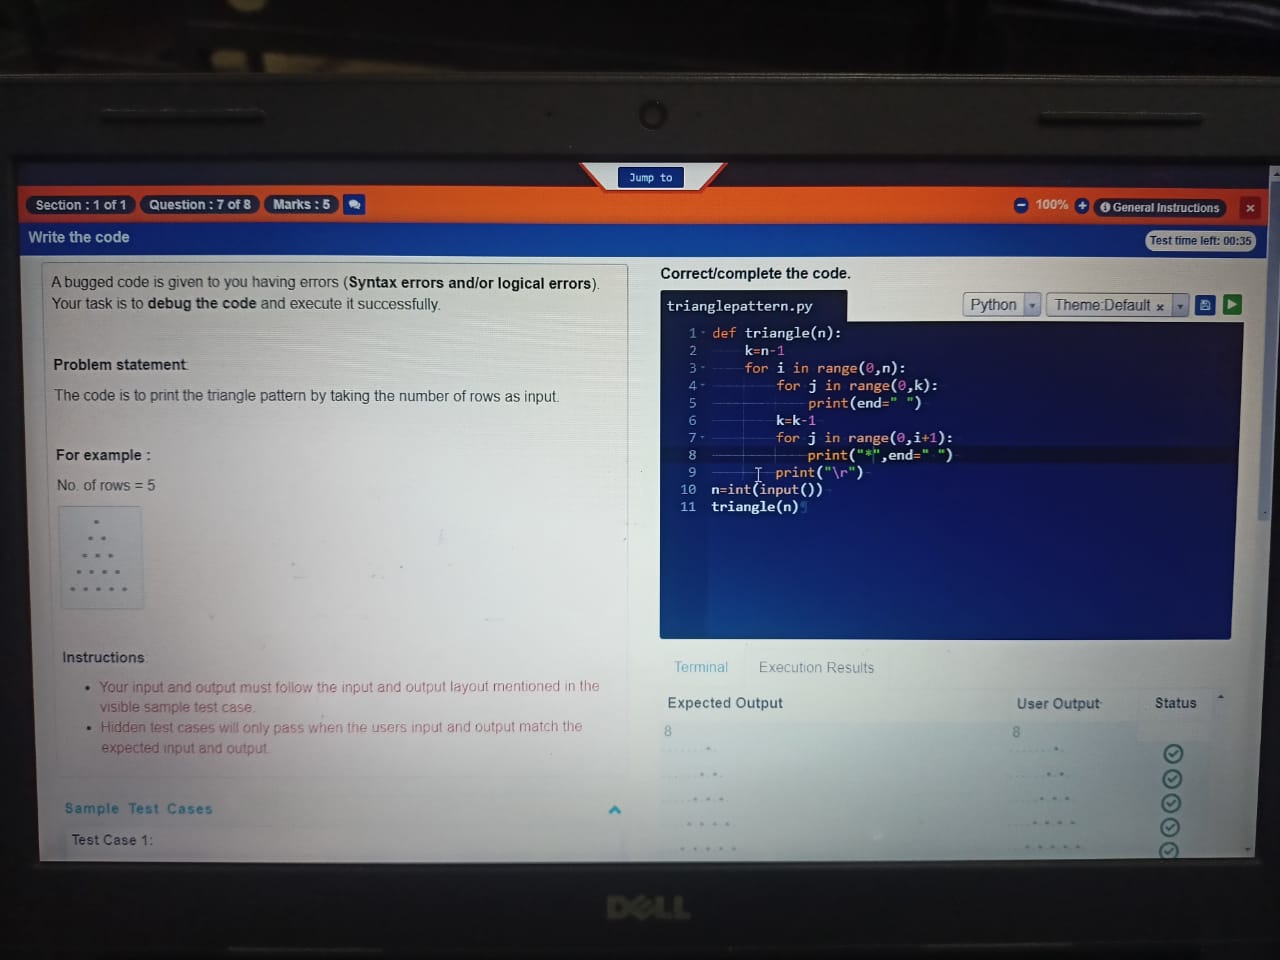 Jump to
Section : 1 of 1 Question : 7 of 8 Marks : 5
100% General Instructions
Write the code
Test time left: 00:35
A bugged code is given to you having errors (Syntax errors and/or logical errors).
Your task is to debug the code and execute it successfully.
Problem statement
The code is to print the triangle pattern by taking the number of rows as input.
For example :
No. of rows = 5
*
* *
* * *
* * * *
* * * * *
Instructions
• Your input and output must follow the input and output layout mentioned in the
visible sample test case.
• Hidden test cases will only pass when the users input and output match the
expected input and output.
Sample Test Cases
Test Case 1:
Correct/complete the code.
trianglepattern.py
Python Theme:Default x
1 def triangle(n):
2 k=n-1
3 for i in range(0,n):
4 for j in range(0,k):
5 print(end=" ")
6 k=k-1
7 for j in range(0,i+1):
8 print("*",end=" ")
9 print("\r")
10 n=int(input())
11 triangle(n)
Terminal Execution Results
Expected Output User Output Status
8 8
DELL